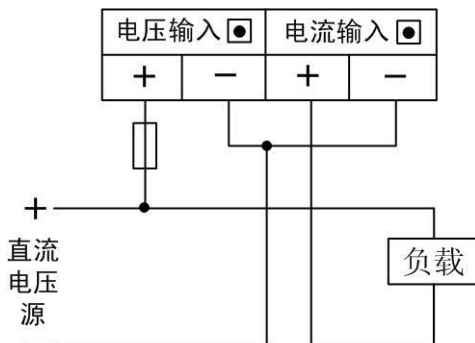 电压输入 电流输入
+ − + −
+
直流
电压
源
负载